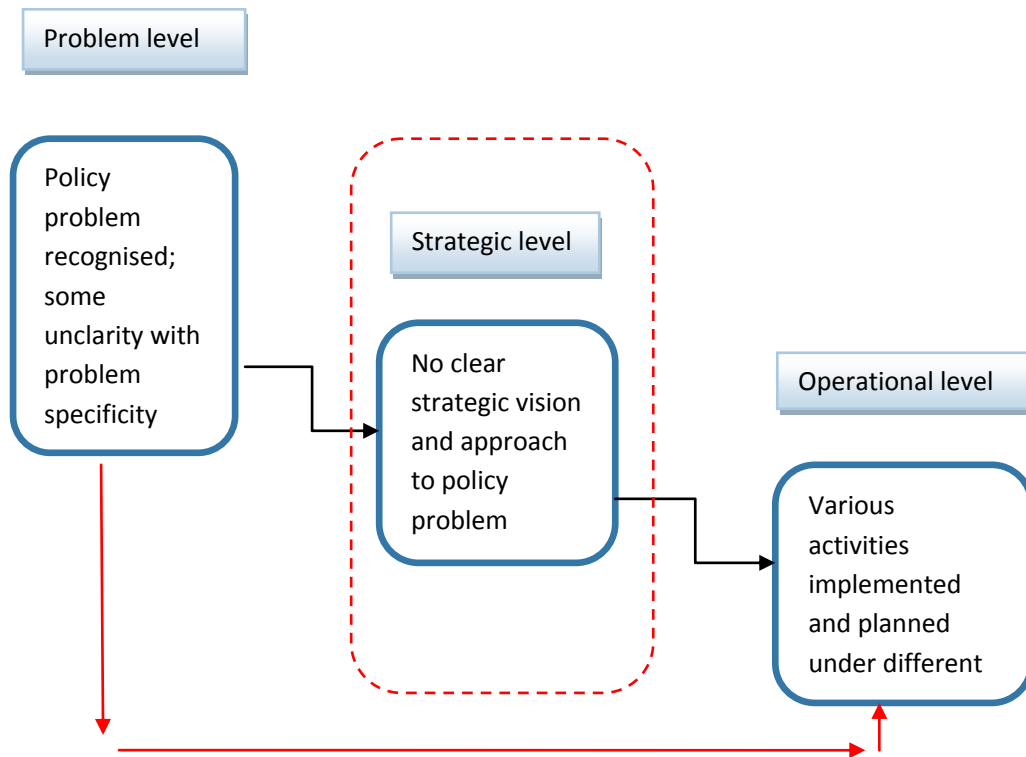 Problem level
Policy
problem
recognised;
some
unclarity with
problem
specificity
Strategic level
No clear
strategic vision
and approach
to policy
problem
Operational level
Various
activities
implemented
and planned
under different